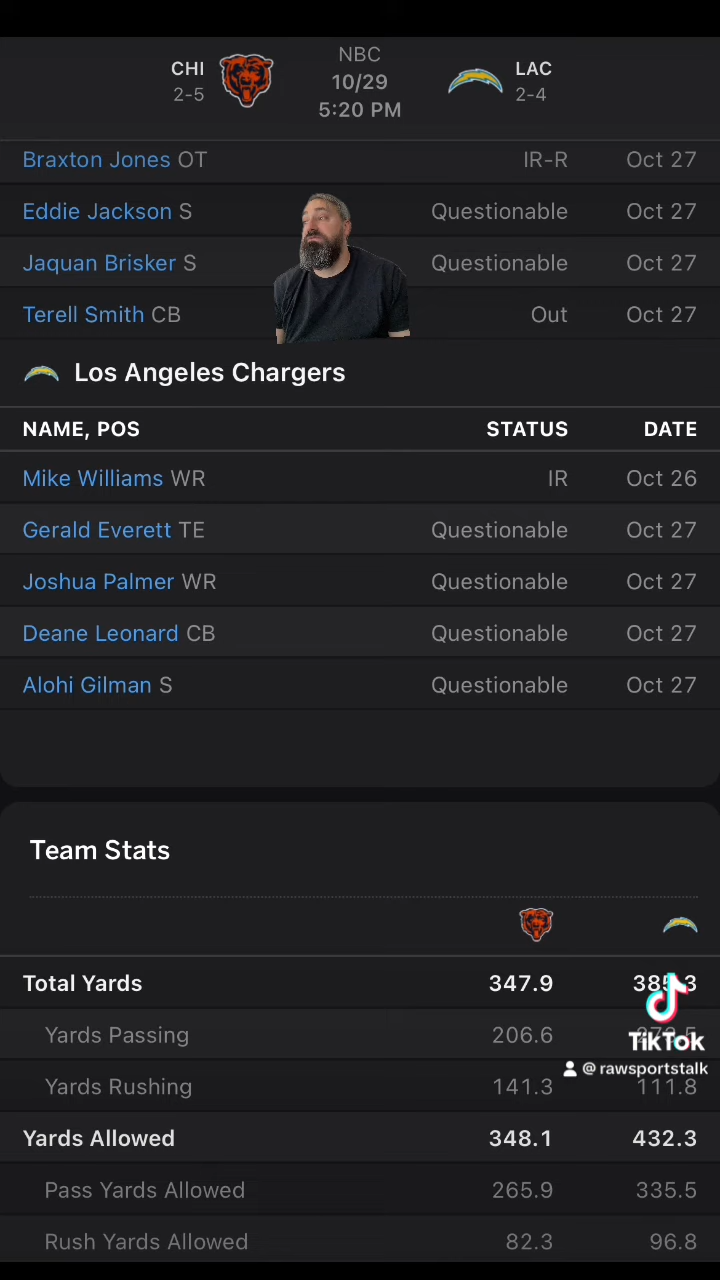 NBC
CHI LAC
10/29
2-5 2-4
5:20 PM
Braxton Jones OT IR-R Oct 27
Eddie Jackson S Questionable Oct 27
Jaquan Brisker S Questionable Oct 27
Terell Smith CB Out Oct 27
Los Angeles Chargers
NAME, POS STATUS DATE
Mike Williams WR IR Oct 26
Gerald Everett TE Questionable Oct 27
Joshua Palmer WR Questionable Oct 27
Deane Leonard CB Questionable Oct 27
Alohi Gilman S Questionable Oct 27
Team Stats
Total Yards 347.9 385.3
Yards Passing 206.6
TikTok
@rawsportstalk
Yards Rushing 141.3 111.8
Yards Allowed 348.1 432.3
Pass Yards Allowed 265.9 335.5
Rush Yards Allowed 82.3 96.8